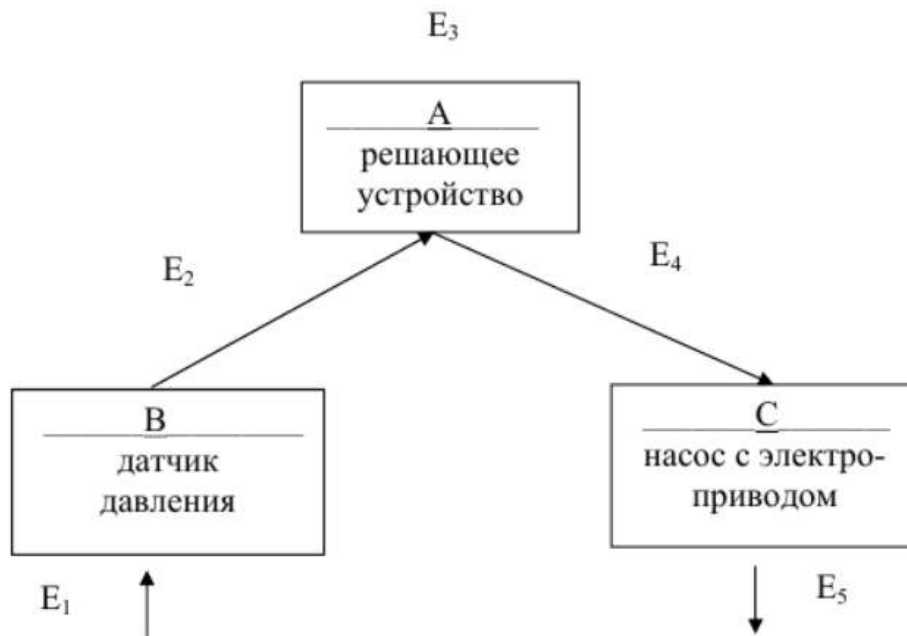 E₃
A
решающее
устройство
E₂
E₄
B
датчик
давления
C
насос с электро-
приводом
E₁
E₅